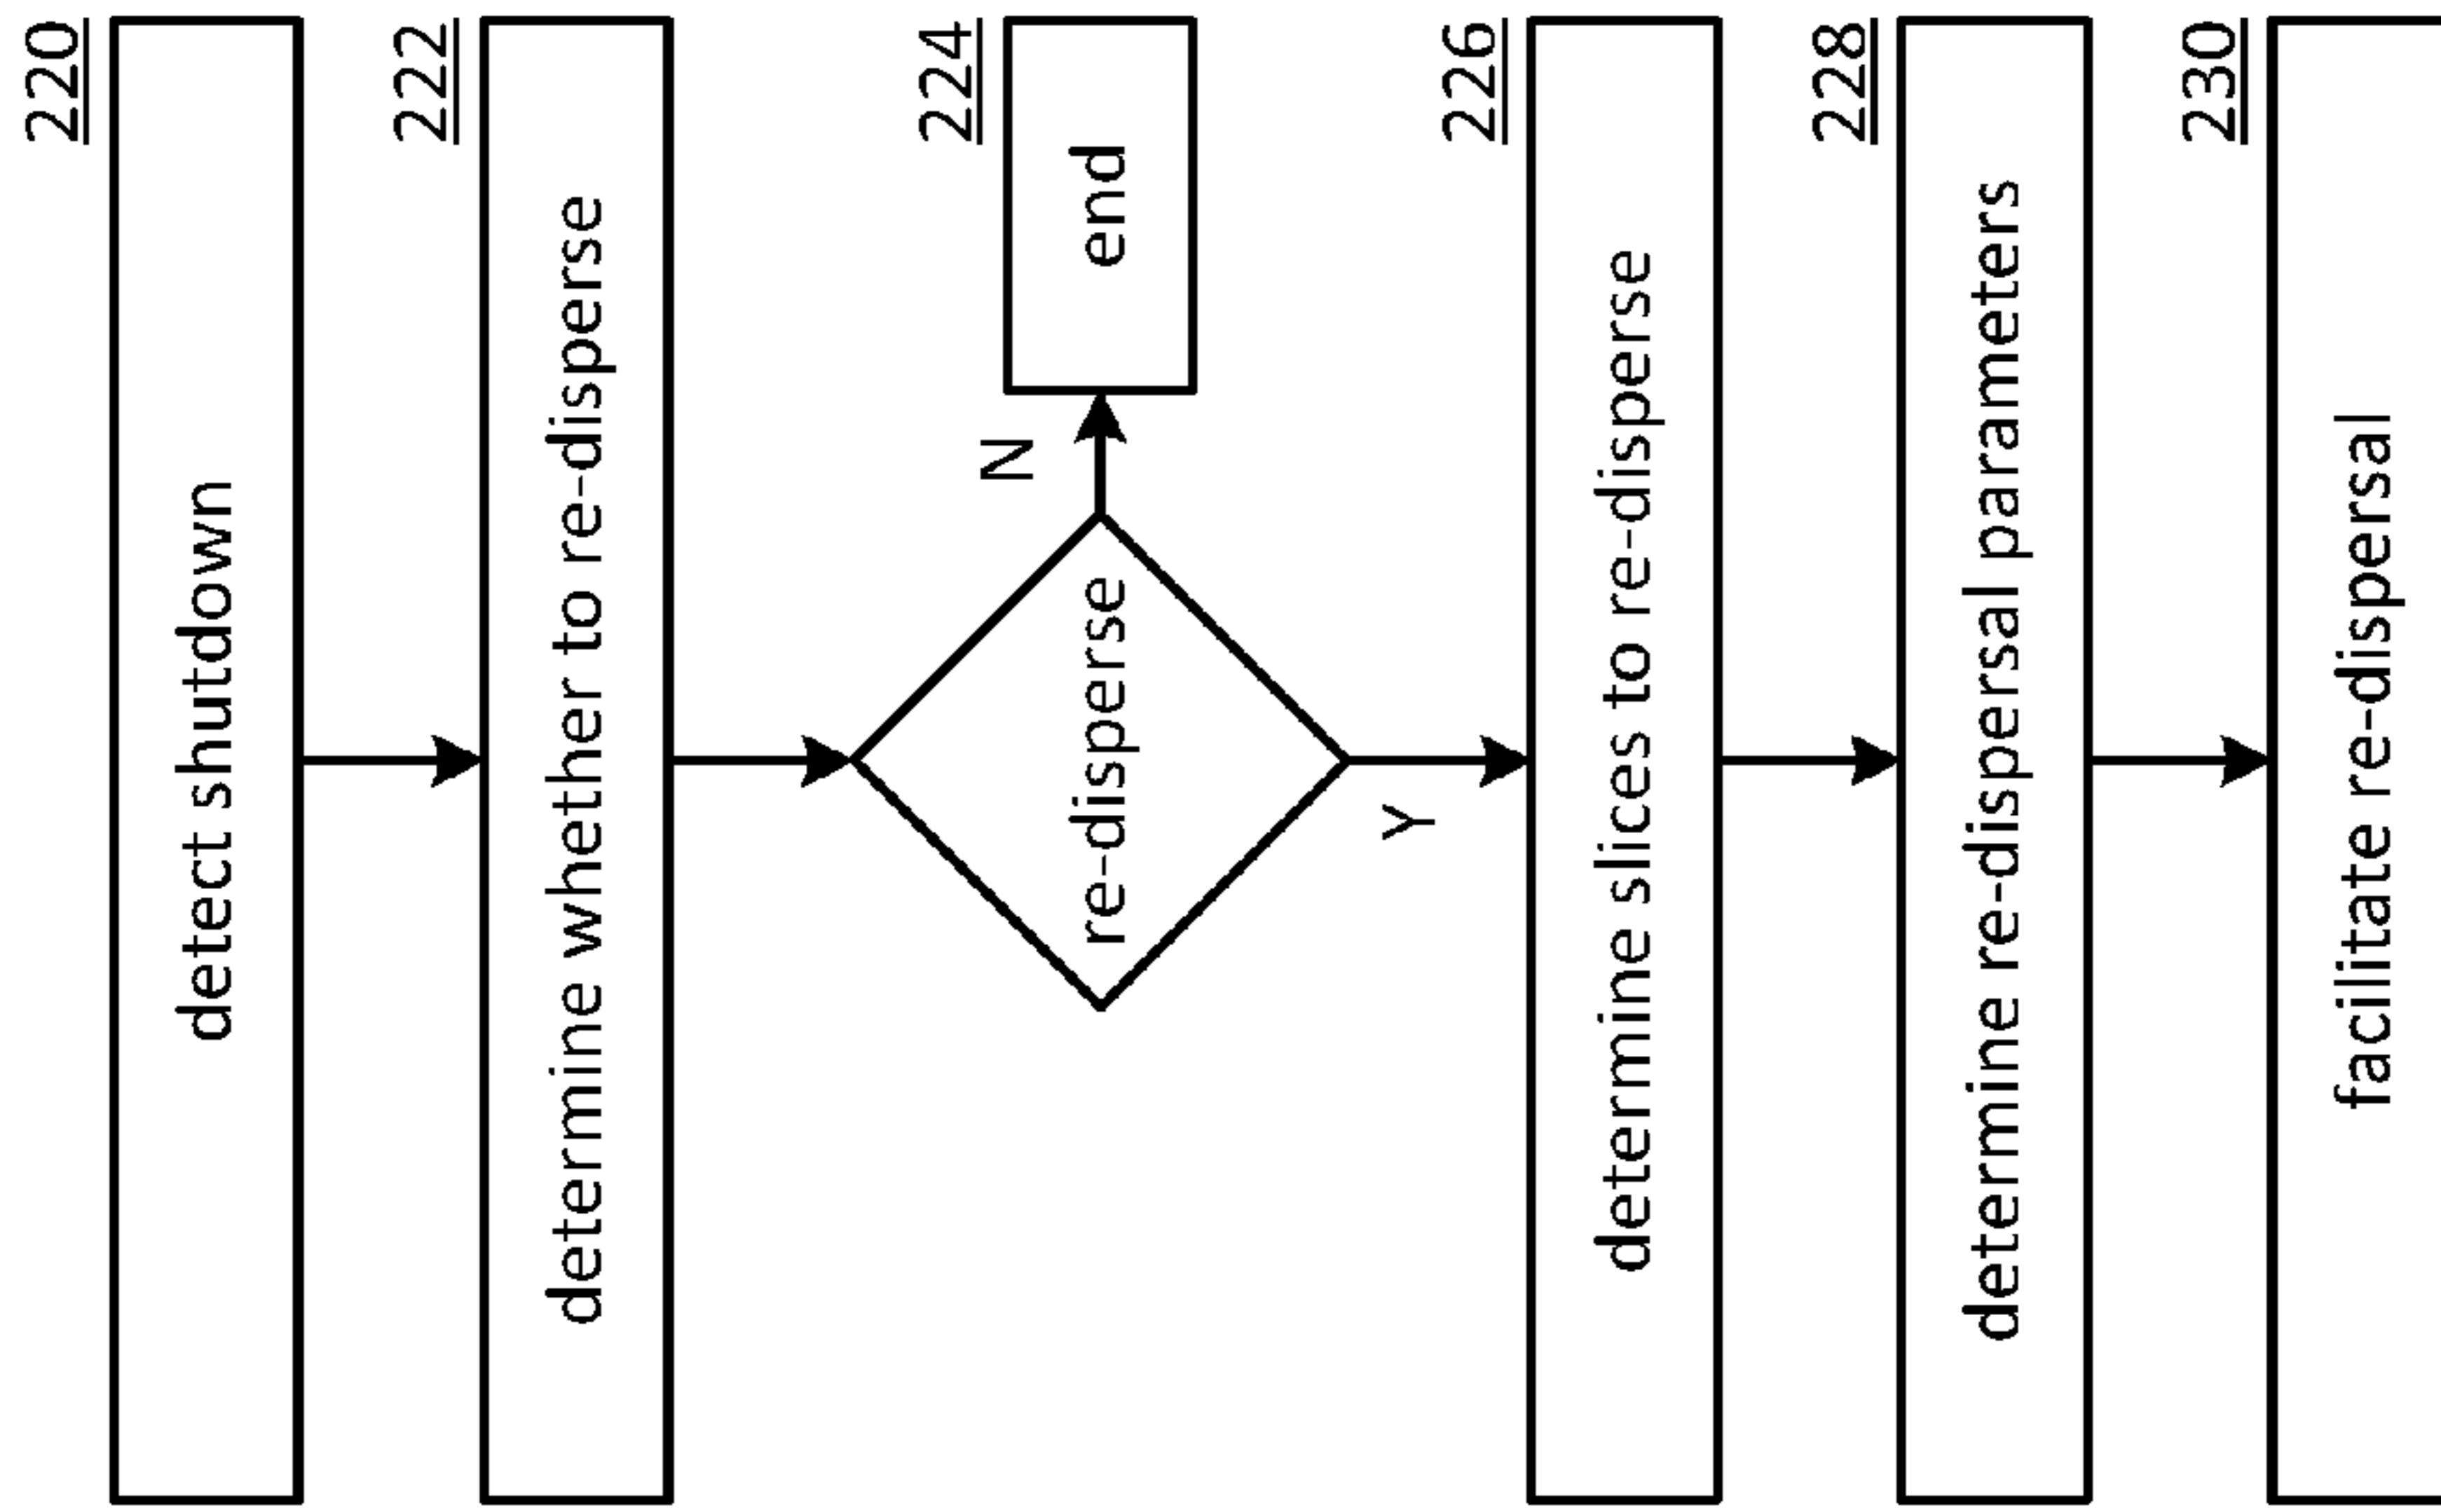 220
detect shutdown
222
determine whether to re-disperse
re-disperse
N
224
end
Y
226
determine slices to re-disperse
228
determine re-dispersal parameters
230
facilitate re-dispersal